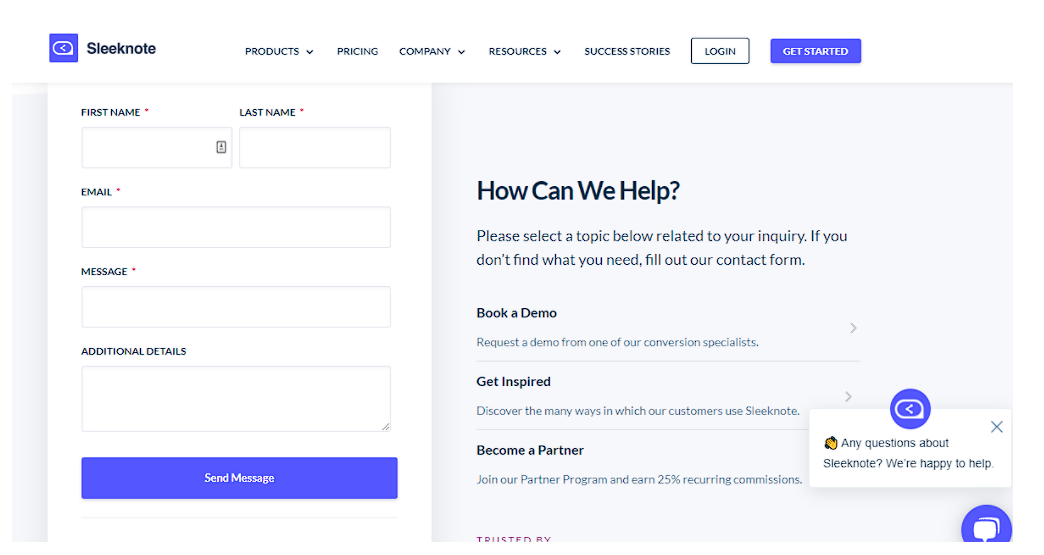 Sleeknote
PRODUCTS
PRICING
COMPANY
RESOURCES
SUCCESS STORIES
LOGIN
GET STARTED
FIRST NAME *
LAST NAME *
EMAIL *
MESSAGE *
ADDITIONAL DETAILS
Send Message
How Can We Help?
Please select a topic below related to your inquiry. If you
don't find what you need, fill out our contact form.
Book a Demo
Request a demo from one of our conversion specialists.
Get Inspired
Discover the many ways in which our customers use Sleeknote.
Become a Partner
Join our Partner Program and earn 25% recurring commissions.
👏 Any questions about
Sleeknote? We're happy to help.
TRUSTED BY